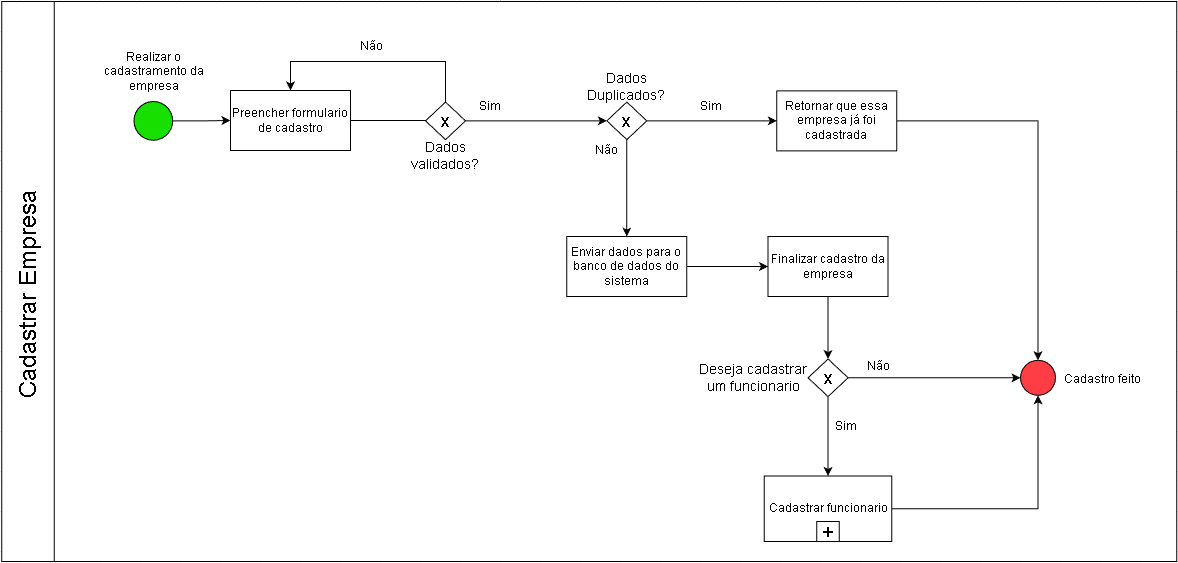 Cadastrar Empresa
Realizar o
cadastramento da
empresa
Preencher formulario
de cadastro
Não
X
Dados
validados?
Sim
Dados
Duplicados?
X
Sim
Não
Retornar que essa
empresa já foi
cadastrada
Enviar dados para o
banco de dados do
sistema
Finalizar cadastro da
empresa
Deseja cadastrar
um funcionario
X
Não
Cadastro feito
Sim
Cadastrar funcionario
+